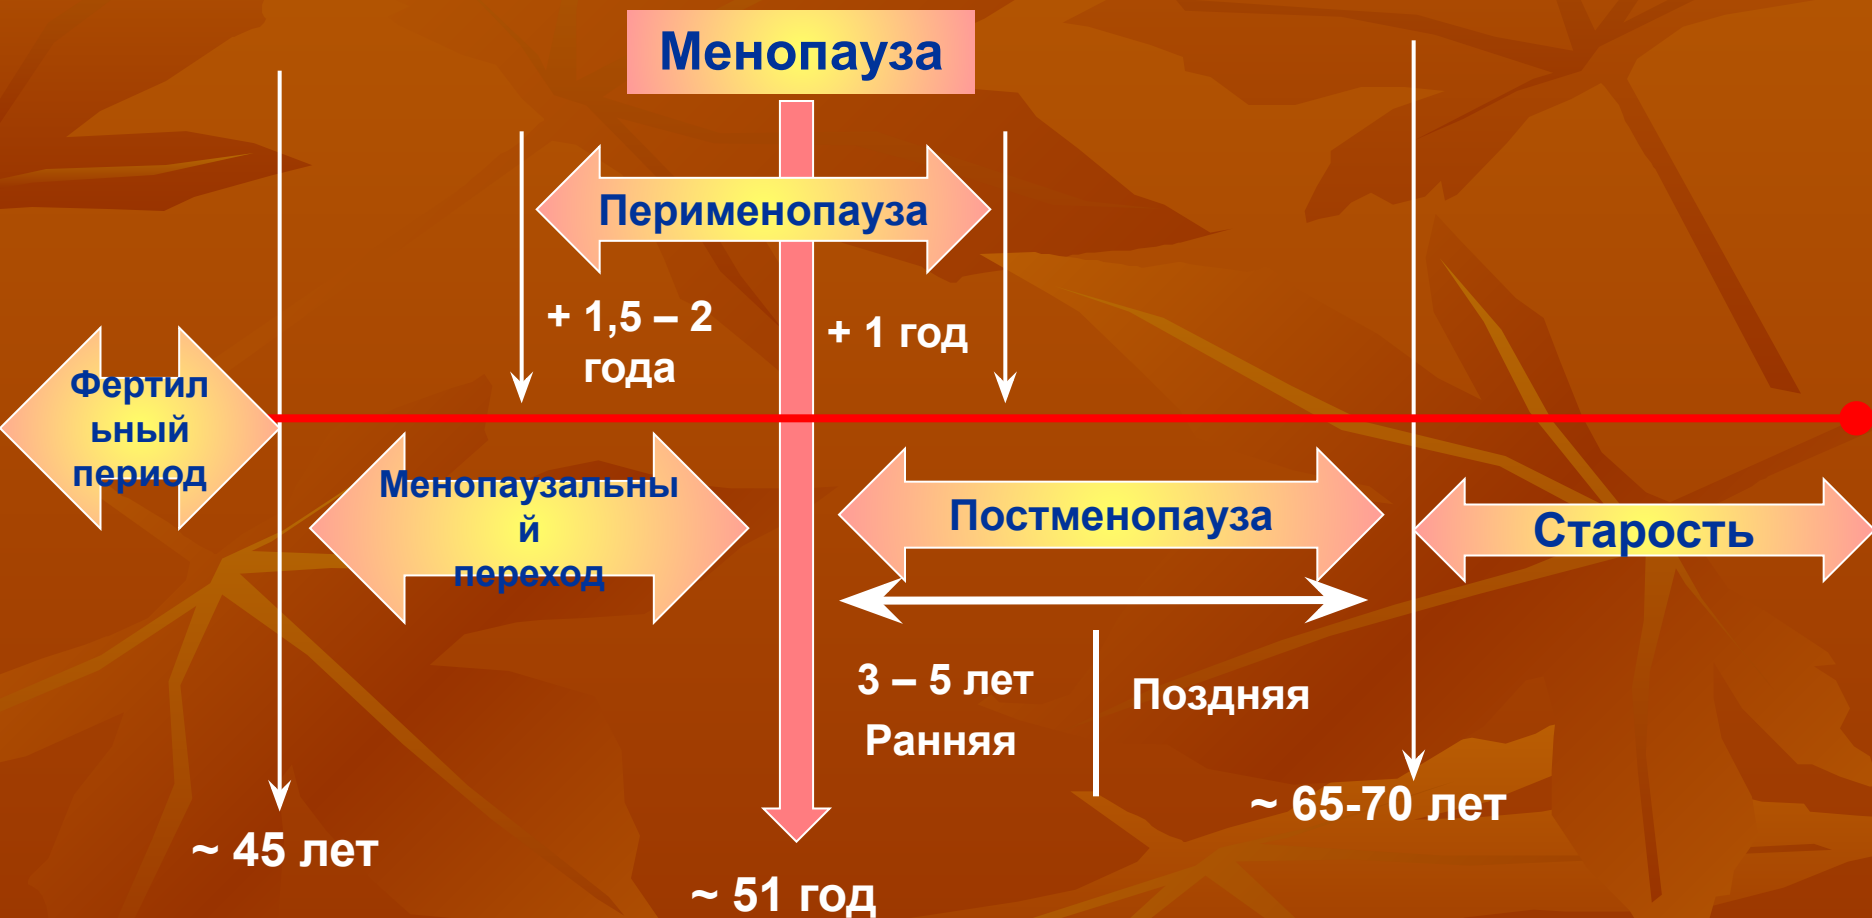 Менопауза
Перименопауза
+ 1,5 – 2
года
+ 1 год
Фертил
ьный
период
Менопаузальны
й
переход
Постменопауза
Старость
3 – 5 лет
Ранняя
Поздняя
~ 65-70 лет
~ 45 лет
~ 51 год